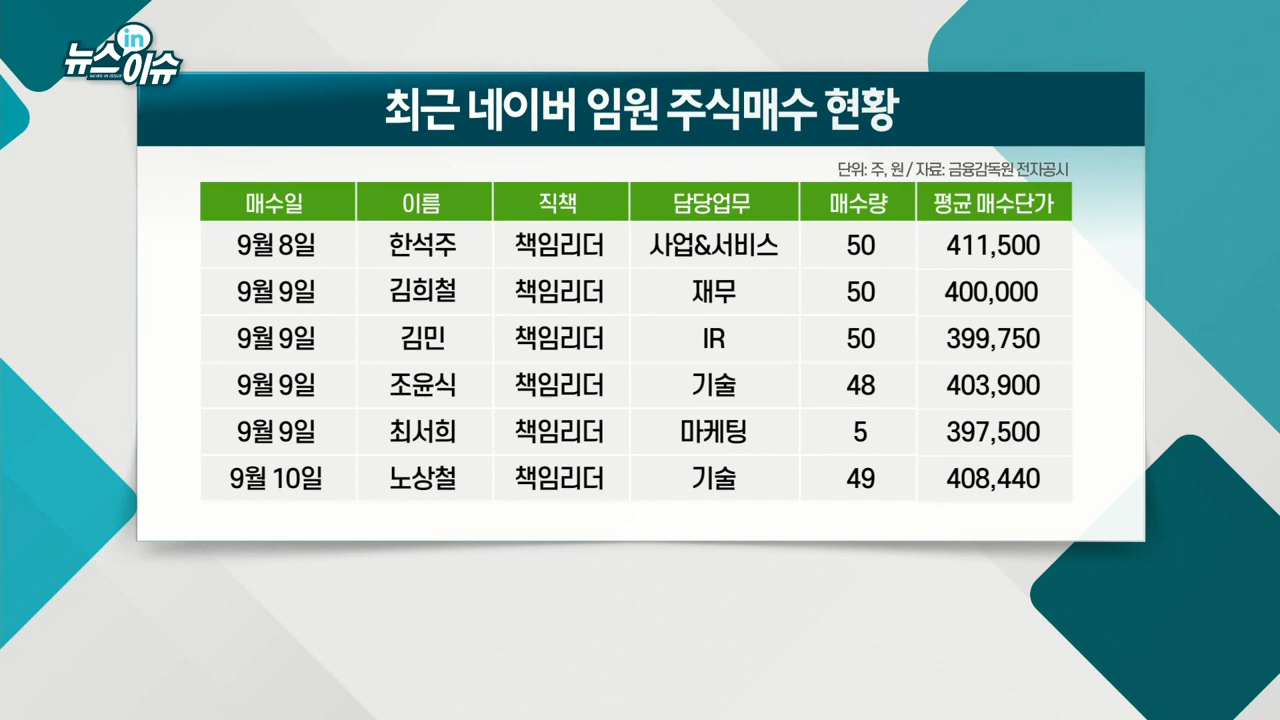 뉴스in이슈
NEWS IN ISSUE
최근 네이버 임원 주식매수 현황
단위: 주, 원 / 자료: 금융감독원 전자공시
매수일 이름 직책 담당업무 매수량 평균 매수단가
9월 8일 한석주 책임리더 사업&서비스 50 411,500
9월 9일 김희철 책임리더 재무 50 400,000
9월 9일 김민 책임리더 IR 50 399,750
9월 9일 조윤식 책임리더 기술 48 403,900
9월 9일 최서희 책임리더 마케팅 5 397,500
9월 10일 노상철 책임리더 기술 49 408,440